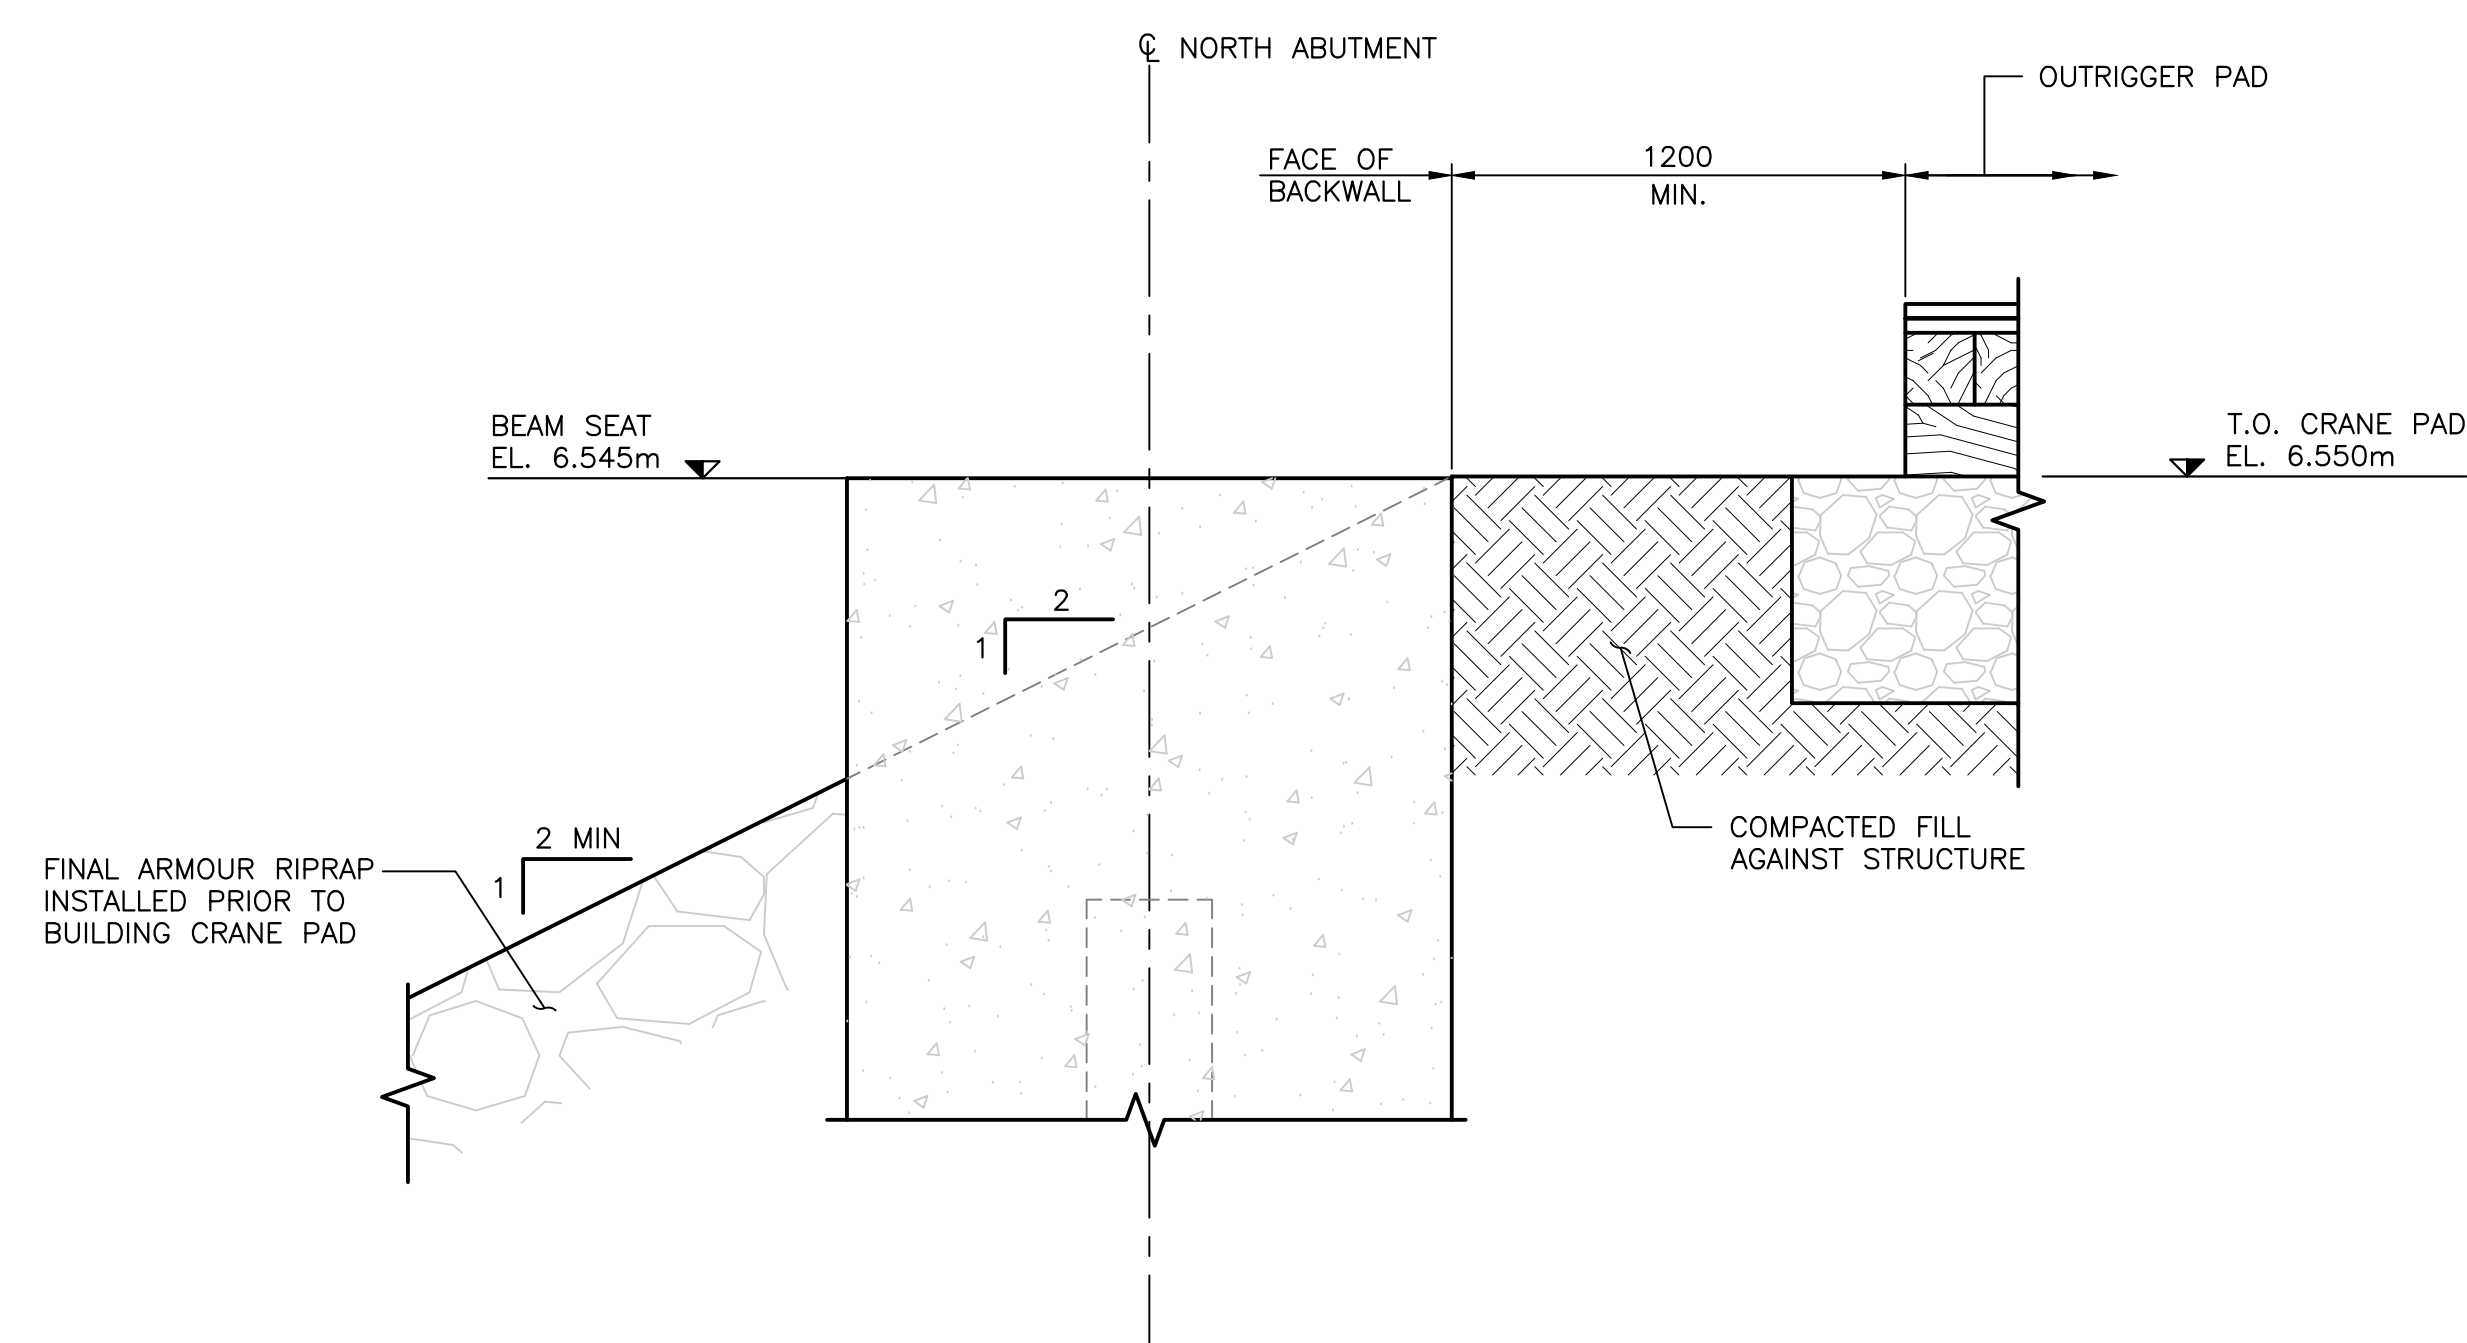 ℄ NORTH ABUTMENT
OUTRIGGER PAD
FACE OF
BACKWALL
1200
MIN.
BEAM SEAT
EL. 6.545m
T.O. CRANE PAD
EL. 6.550m
2
1
2 MIN
1
FINAL ARMOUR RIPRAP
INSTALLED PRIOR TO
BUILDING CRANE PAD
COMPACTED FILL
AGAINST STRUCTURE